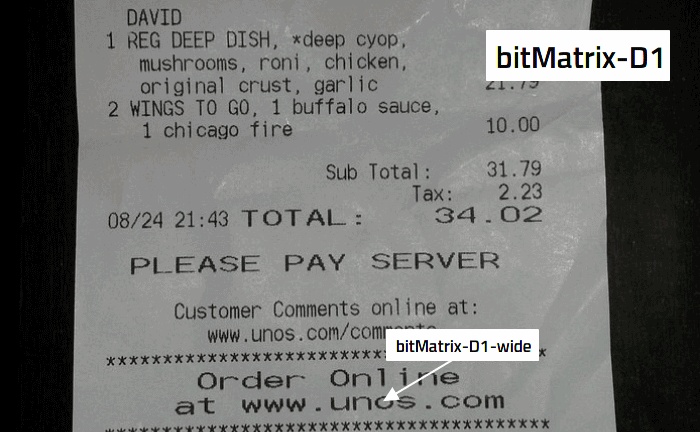 DAVID
bitMatrix-D1
1 REG DEEP DISH, *deep cyop,
mushrooms, roni, chicken,
original crust, garlic 21.79
2 WINGS TO GO, 1 buffalo sauce,
1 chicago fire 10.00
Sub Total: 31.79
Tax: 2.23
08/24 21:43 TOTAL: 34.02
PLEASE PAY SERVER
Customer Comments online at:
www.unos.com/comments
bitMatrix-D1-wide
*****************************************
Order Online
at www.unos.com
*****************************************